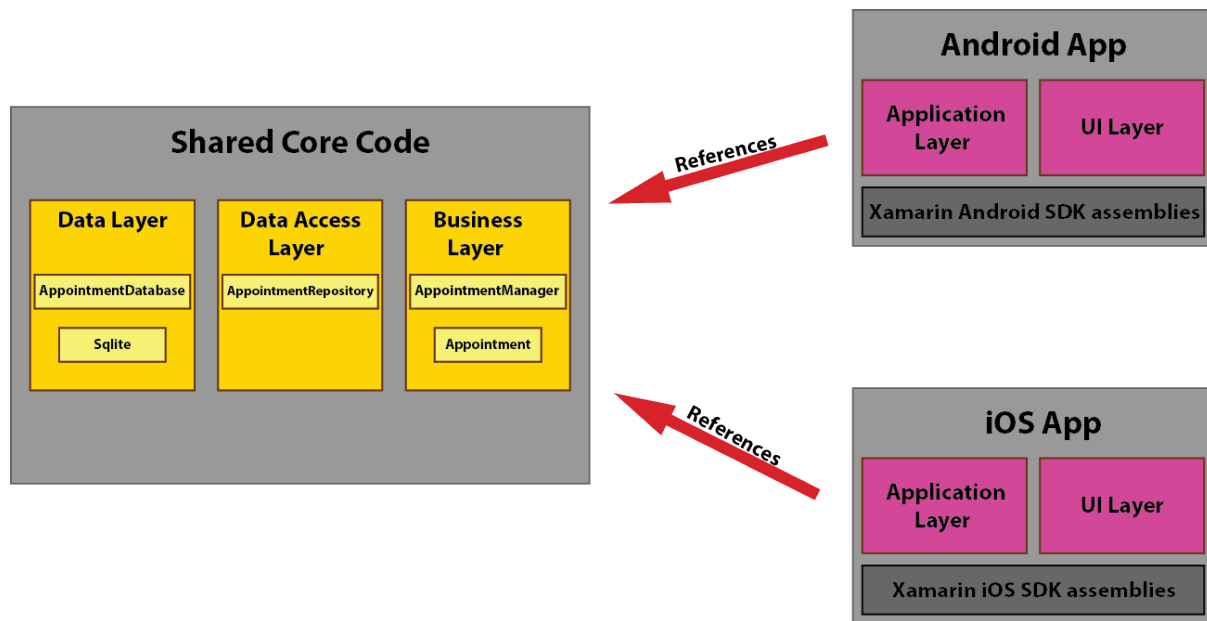 Shared Core Code
Data Layer
AppointmentDatabase
Sqlite
Data Access
Layer
AppointmentRepository
Business
Layer
AppointmentManager
Appointment
References
References
Android App
Application
Layer
UI Layer
Xamarin Android SDK assemblies
iOS App
Application
Layer
UI Layer
Xamarin iOS SDK assemblies